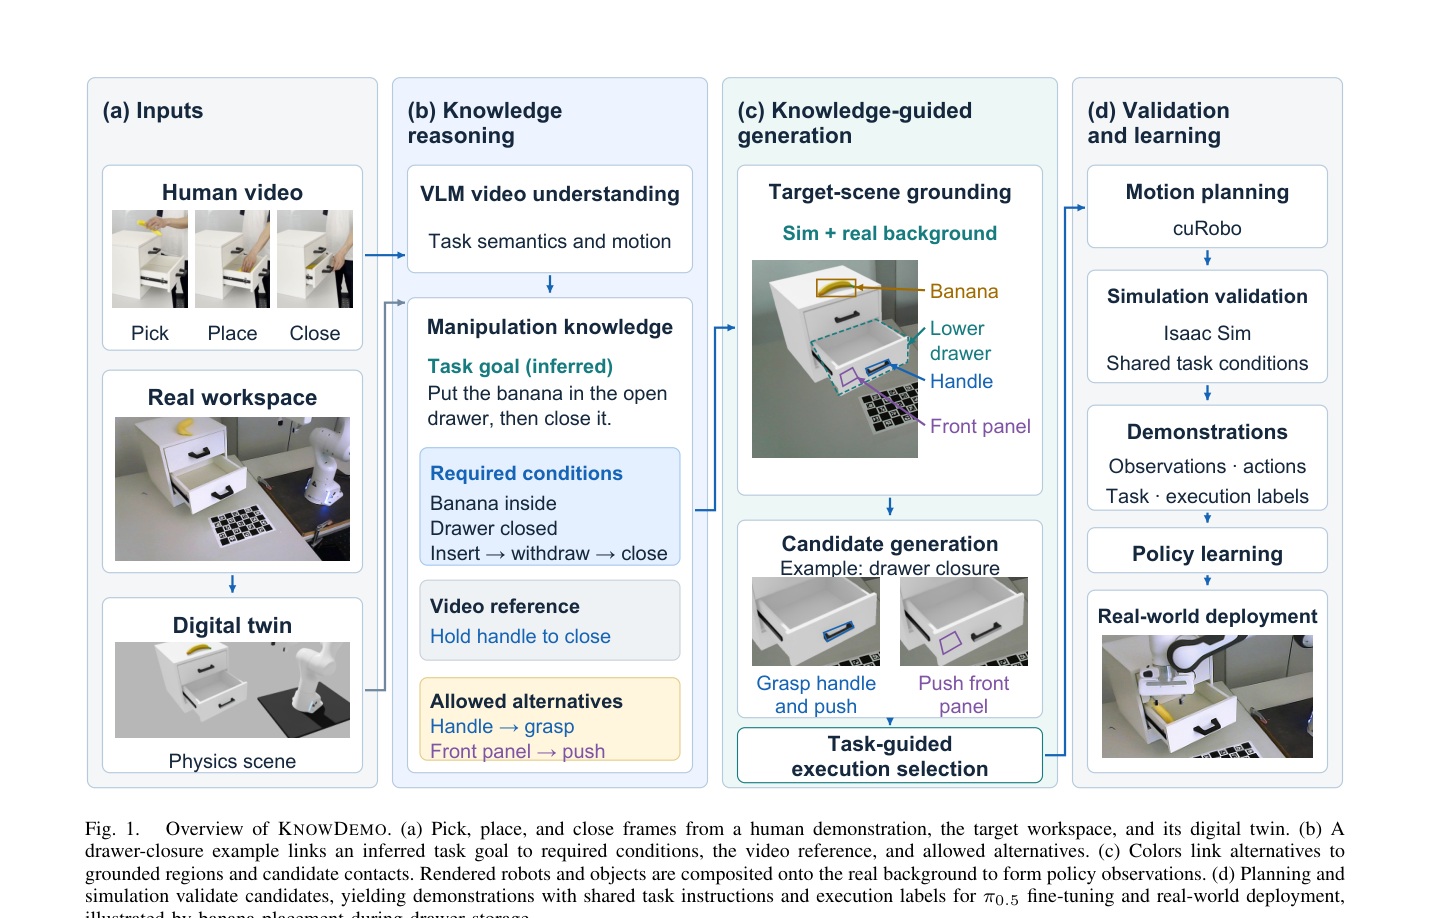 (a) Inputs
Human video
Pick Place Close
Real workspace
Digital twin
Physics scene
(b) Knowledge
reasoning
VLM video understanding
Task semantics and motion
Manipulation knowledge
Task goal (inferred)
Put the banana in the open
drawer, then close it.
Required conditions
Banana inside
Drawer closed
Insert → withdraw → close
Video reference
Hold handle to close
Allowed alternatives
Handle → grasp
Front panel → push
(c) Knowledge-guided
generation
Target-scene grounding
Sim + real background
Banana
Lower
drawer
Handle
Front panel
Candidate generation
Example: drawer closure
Grasp handle
and push
Push front
panel
Task-guided
execution selection
(d) Validation
and learning
Motion planning
cuRobo
Simulation validation
Isaac Sim
Shared task conditions
Demonstrations
Observations · actions
Task · execution labels
Policy learning
Real-world deployment
Fig. 1. Overview of KNOWDEMO. (a) Pick, place, and close frames from a human demonstration, the target workspace, and its digital twin. (b) A
drawer-closure example links an inferred task goal to required conditions, the video reference, and allowed alternatives. (c) Colors link alternatives to
grounded regions and candidate contacts. Rendered robots and objects are composited onto the real background to form policy observations. (d) Planning and
simulation validate candidates, yielding demonstrations with shared task instructions and execution labels for π0.5 fine-tuning and real-world deployment,
illustrated by banana placement during drawer storage.